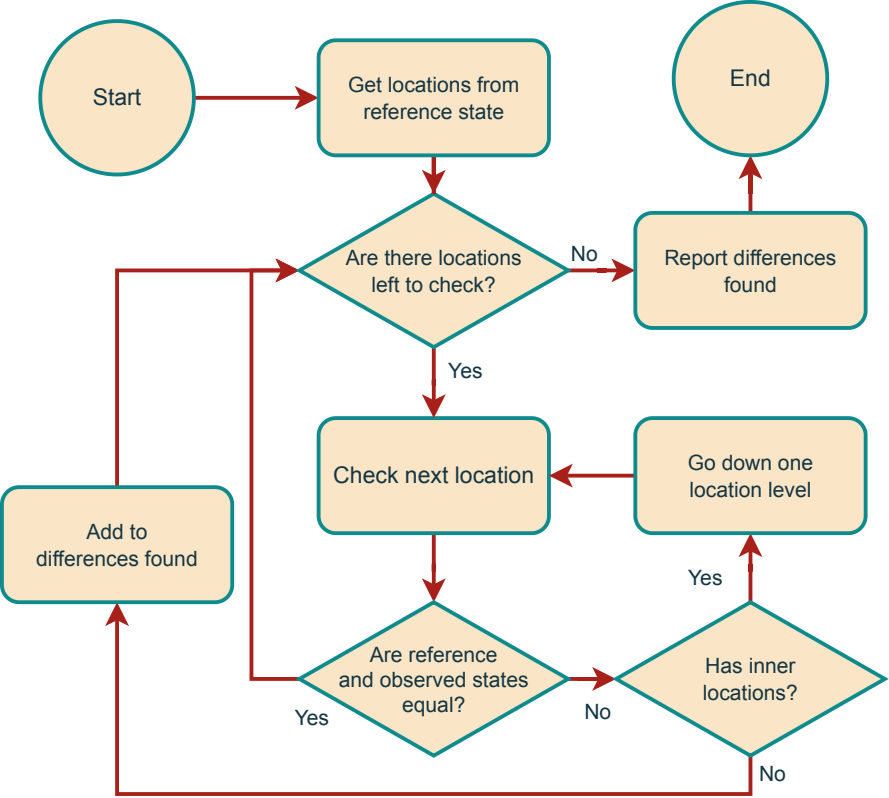 Start
Get locations from
reference state
End
Are there locations
left to check?
No
Report differences
found
Yes
Check next location
Go down one
location level
Add to
differences found
Yes
Are reference
and observed states
equal?
Has inner
locations?
Yes
No
No